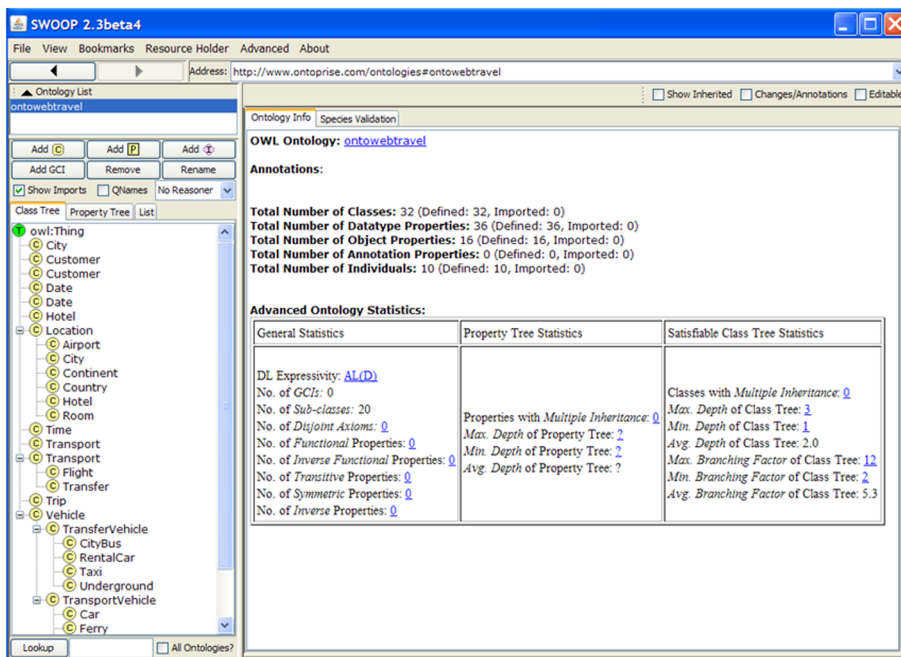 SWOOP 2.3beta4
File View Bookmarks Resource Holder Advanced About
Address: http://www.ontoprise.com/ontologies#ontowebtravel
Ontology List
ontowebtravel
Add C Add P Add I
Add GCI Remove Rename
Show Imports QNames No Reasoner
Class Tree Property Tree List
T owl:Thing
C City
C Customer
C Customer
C Date
C Date
C Hotel
C Location
C Airport
C City
C Continent
C Country
C Hotel
C Room
C Time
C Transport
C Transport
C Flight
C Transfer
C Trip
C Vehicle
C TransferVehicle
C CityBus
C RentalCar
C Taxi
C Underground
C TransportVehicle
C Car
C Ferry
Lookup All Ontologies?
Show Inherited Changes/Annotations Editable
Ontology Info Species Validation
OWL Ontology: ontowebtravel
Annotations:
Total Number of Classes: 32 (Defined: 32, Imported: 0)
Total Number of Datatype Properties: 36 (Defined: 36, Imported: 0)
Total Number of Object Properties: 16 (Defined: 16, Imported: 0)
Total Number of Annotation Properties: 0 (Defined: 0, Imported: 0)
Total Number of Individuals: 10 (Defined: 10, Imported: 0)
Advanced Ontology Statistics:
General Statistics
DL Expressivity: AL(D)
No. of GCIs: 0
No. of Sub-classes: 20
No. of Disjoint Axioms: 0
No. of Functional Properties: 0
No. of Inverse Functional Properties: 0
No. of Transitive Properties: 0
No. of Symmetric Properties: 0
No. of Inverse Properties: 0
Property Tree Statistics
Properties with Multiple Inheritance: 0
Max. Depth of Property Tree: ?
Min. Depth of Property Tree: ?
Avg. Depth of Property Tree: ?
Satisfiable Class Tree Statistics
Classes with Multiple Inheritance: 0
Max. Depth of Class Tree: 3
Min. Depth of Class Tree: 1
Avg. Depth of Class Tree: 2.0
Max. Branching Factor of Class Tree: 12
Min. Branching Factor of Class Tree: 2
Avg. Branching Factor of Class Tree: 5.3